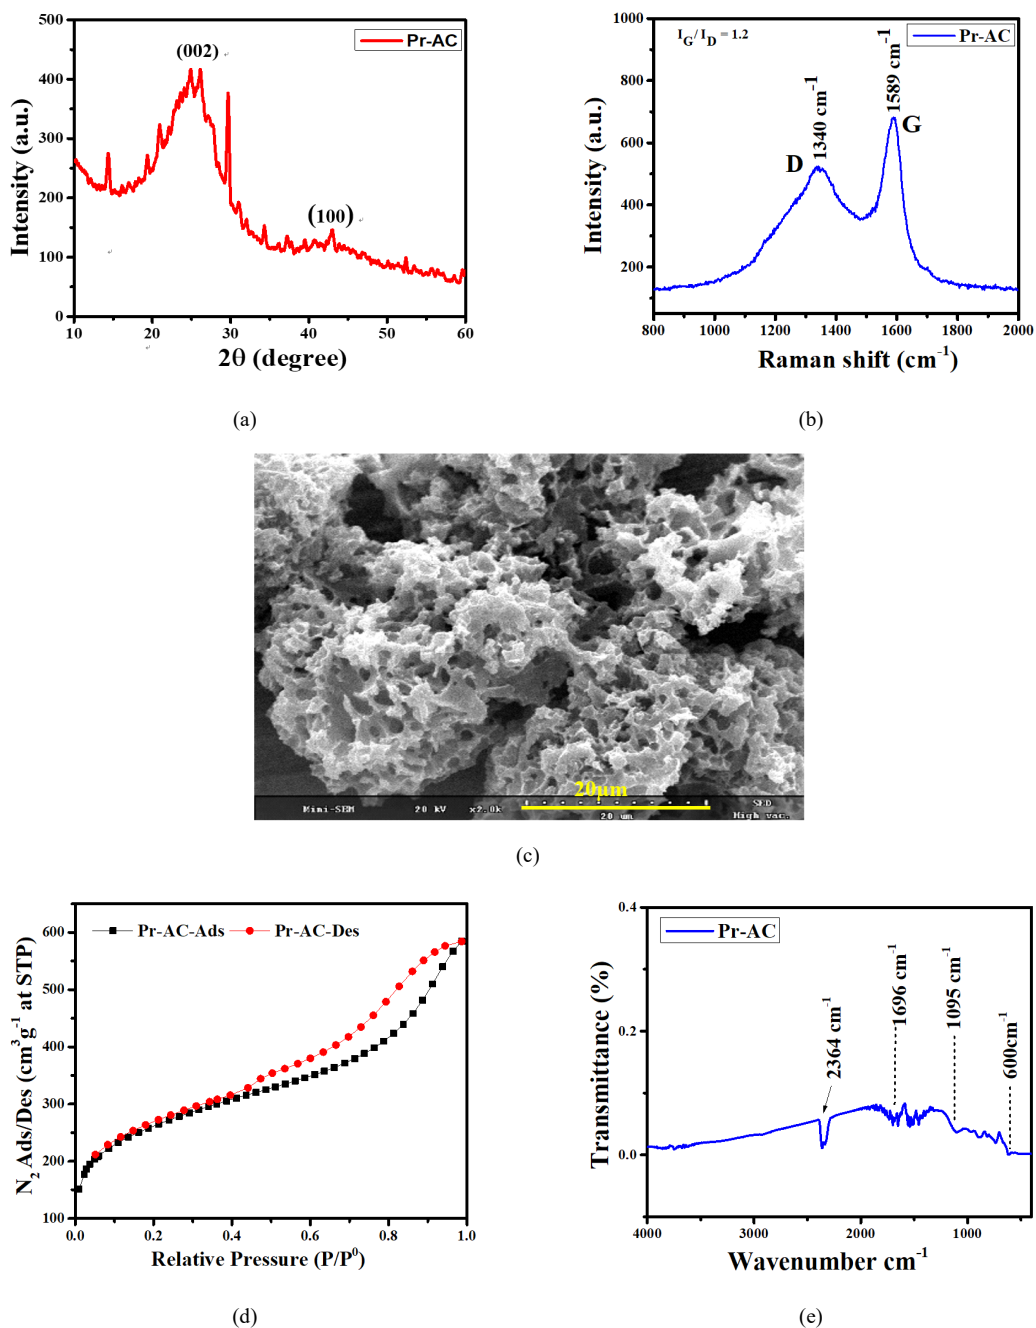 500
400
300
200
100
0
10
20
30
40
50
60
Intensity (a.u.)
2θ (degree)
Pr-AC
(002)
(100)
(a)
1000
800
600
400
200
800
1000
1200
1400
1600
1800
2000
Intensity (a.u.)
Raman shift (cm⁻¹)
I_G/ I_D = 1.2
Pr-AC
D
1340 cm⁻¹
1589 cm⁻¹
G
(b)
20μm
Mimi-SEM 20 kV x2.0k 20 um SED
High vac.
(c)
600
500
400
300
200
100
0.0
0.2
0.4
0.6
0.8
1.0
N₂ Ads/Des (cm³g⁻¹ at STP)
Relative Pressure (P/P⁰)
Pr-AC-Ads
Pr-AC-Des
(d)
0.4
0.2
0.0
4000
3000
2000
1000
Transmittance (%)
Wavenumber cm⁻¹
Pr-AC
2364 cm⁻¹
1696 cm⁻¹
1095 cm⁻¹
600cm⁻¹
(e)